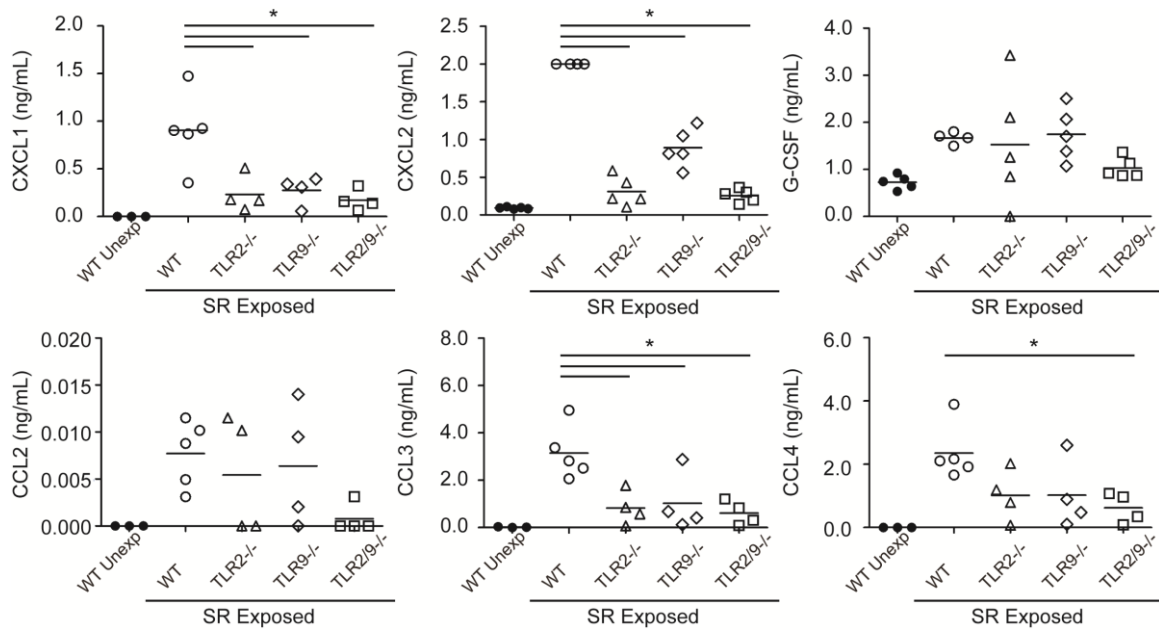 CXCL1 (ng/mL)
2.0
1.5
1.0
0.5
0.0
*
WT Unexp
WT
TLR2-/-
TLR9-/-
TLR2/9-/-
SR Exposed
CXCL2 (ng/mL)
2.5
2.0
1.5
1.0
0.5
0.0
*
WT Unexp
WT
TLR2-/-
TLR9-/-
TLR2/9-/-
SR Exposed
G-CSF (ng/mL)
4.0
3.0
2.0
1.0
0.0
WT Unexp
WT
TLR2-/-
TLR9-/-
TLR2/9-/-
SR Exposed
CCL2 (ng/mL)
0.020
0.015
0.010
0.005
0.000
WT Unexp
WT
TLR2-/-
TLR9-/-
TLR2/9-/-
SR Exposed
CCL3 (ng/mL)
8.0
6.0
4.0
2.0
0.0
*
WT Unexp
WT
TLR2-/-
TLR9-/-
TLR2/9-/-
SR Exposed
CCL4 (ng/mL)
6.0
4.0
2.0
0.0
*
WT Unexp
WT
TLR2-/-
TLR9-/-
TLR2/9-/-
SR Exposed